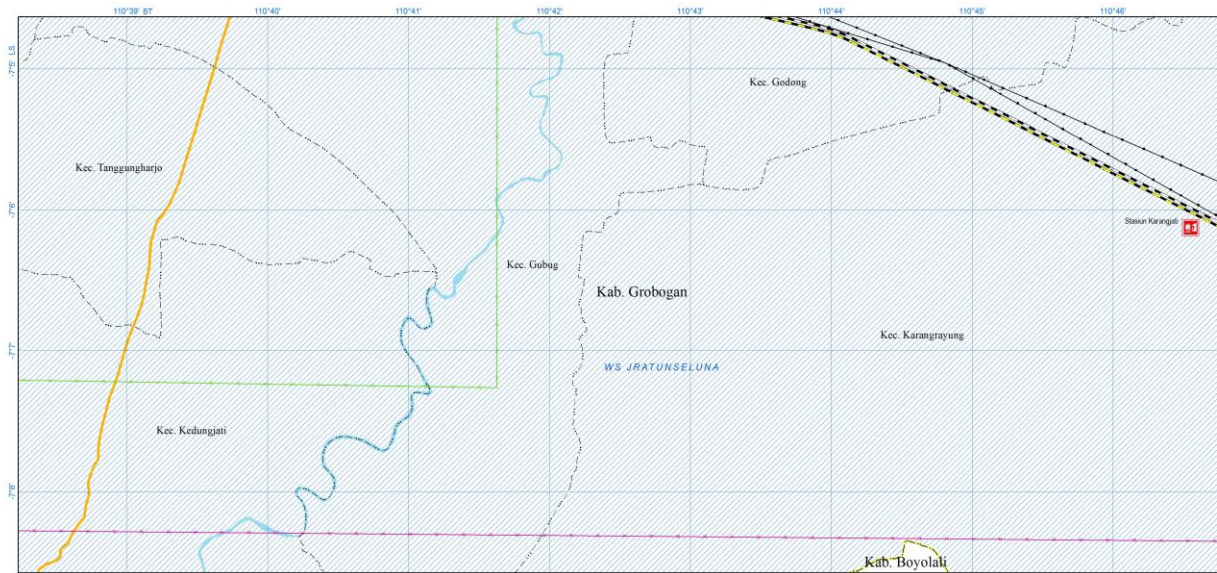 110°39' BT
110°40'
110°41'
110°42'
110°43'
110°44'
110°45'
110°46'
-7°5' LS
Kec. Godong
Kec. Tanggungharjo
-7°6'
Stasiun Karangjati
Kec. Gubug
Kab. Grobogan
Kec. Karangrayung
-7°7'
WS JRATUNSELUNA
Kec. Kedungjati
-7°8'
Kab. Boyolali